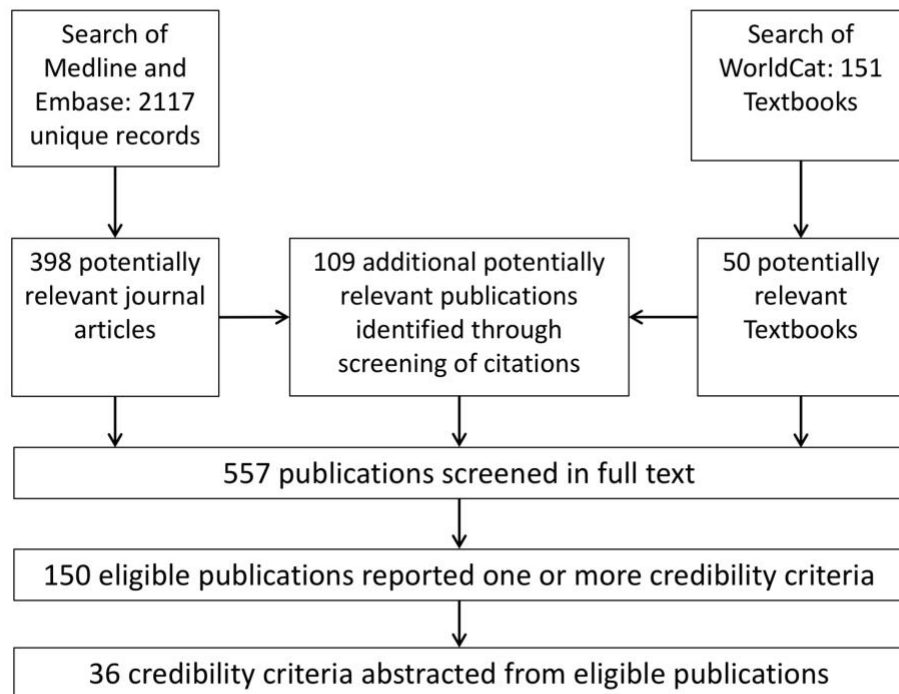 Search of
Medline and
Embase: 2117
unique records
Search of
WorldCat: 151
Textbooks
398 potentially
relevant journal
articles
109 additional potentially
relevant publications
identified through
screening of citations
50 potentially
relevant
Textbooks
557 publications screened in full text
150 eligible publications reported one or more credibility criteria
36 credibility criteria abstracted from eligible publications